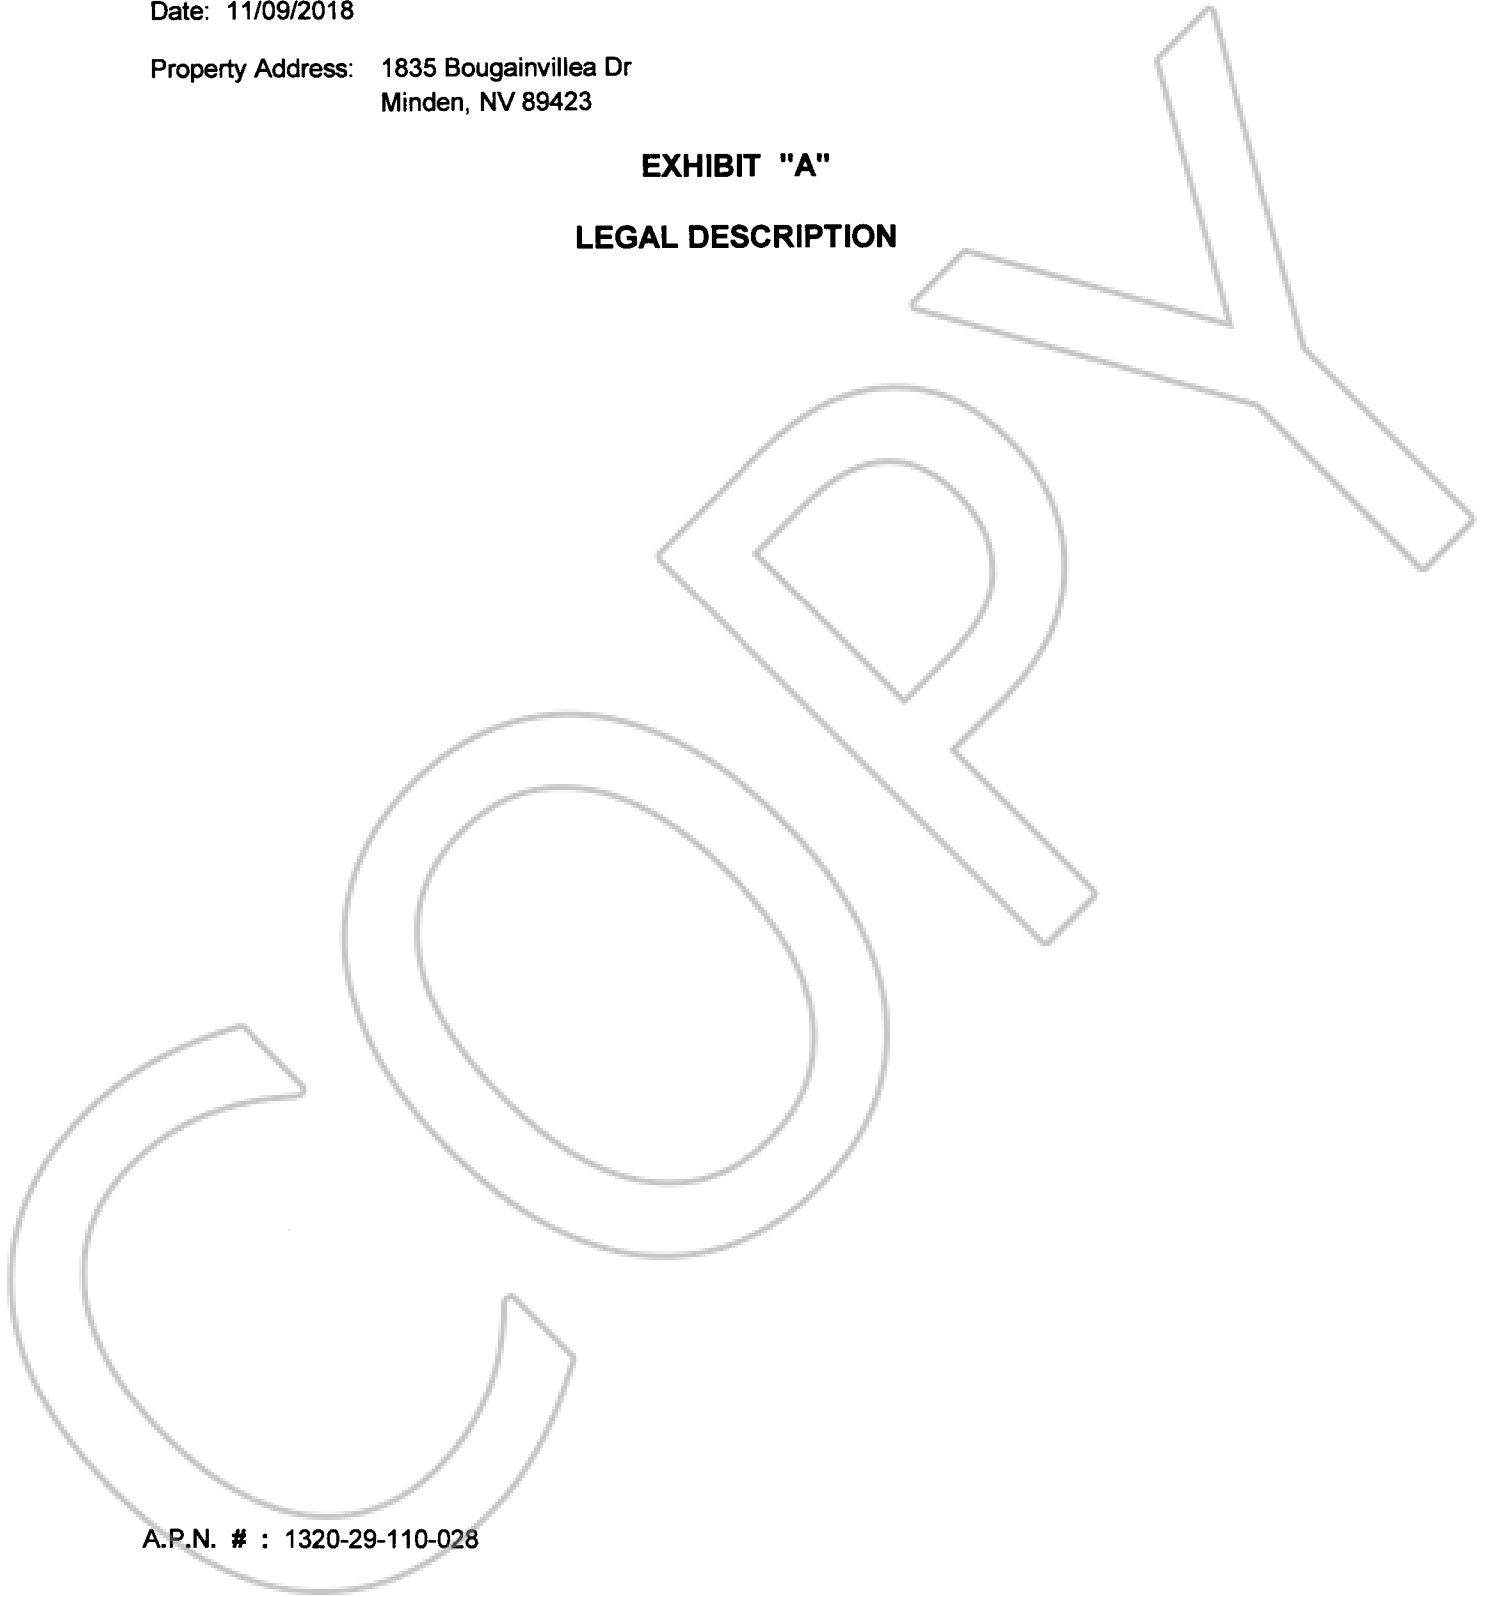 Date: 11/09/2018
Property Address: 1835 Bougainvillea Dr
Minden, NV 89423
EXHIBIT "A"
LEGAL DESCRIPTION
COPY
A.P.N. # : 1320-29-110-028